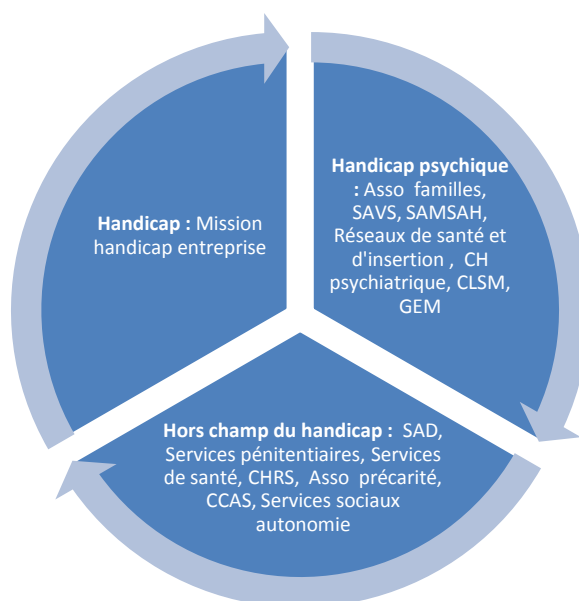 Handicap psychique
: Asso familles,
SAVS, SAMSAH,
Réseaux de santé et
d'insertion , CH
psychiatrique, CLSM,
GEM
Handicap : Mission
handicap entreprise
Hors champ du handicap : SAD,
Services pénitentiaires, Services
de santé, CHRS, Asso précarité,
CCAS, Services sociaux
autonomie